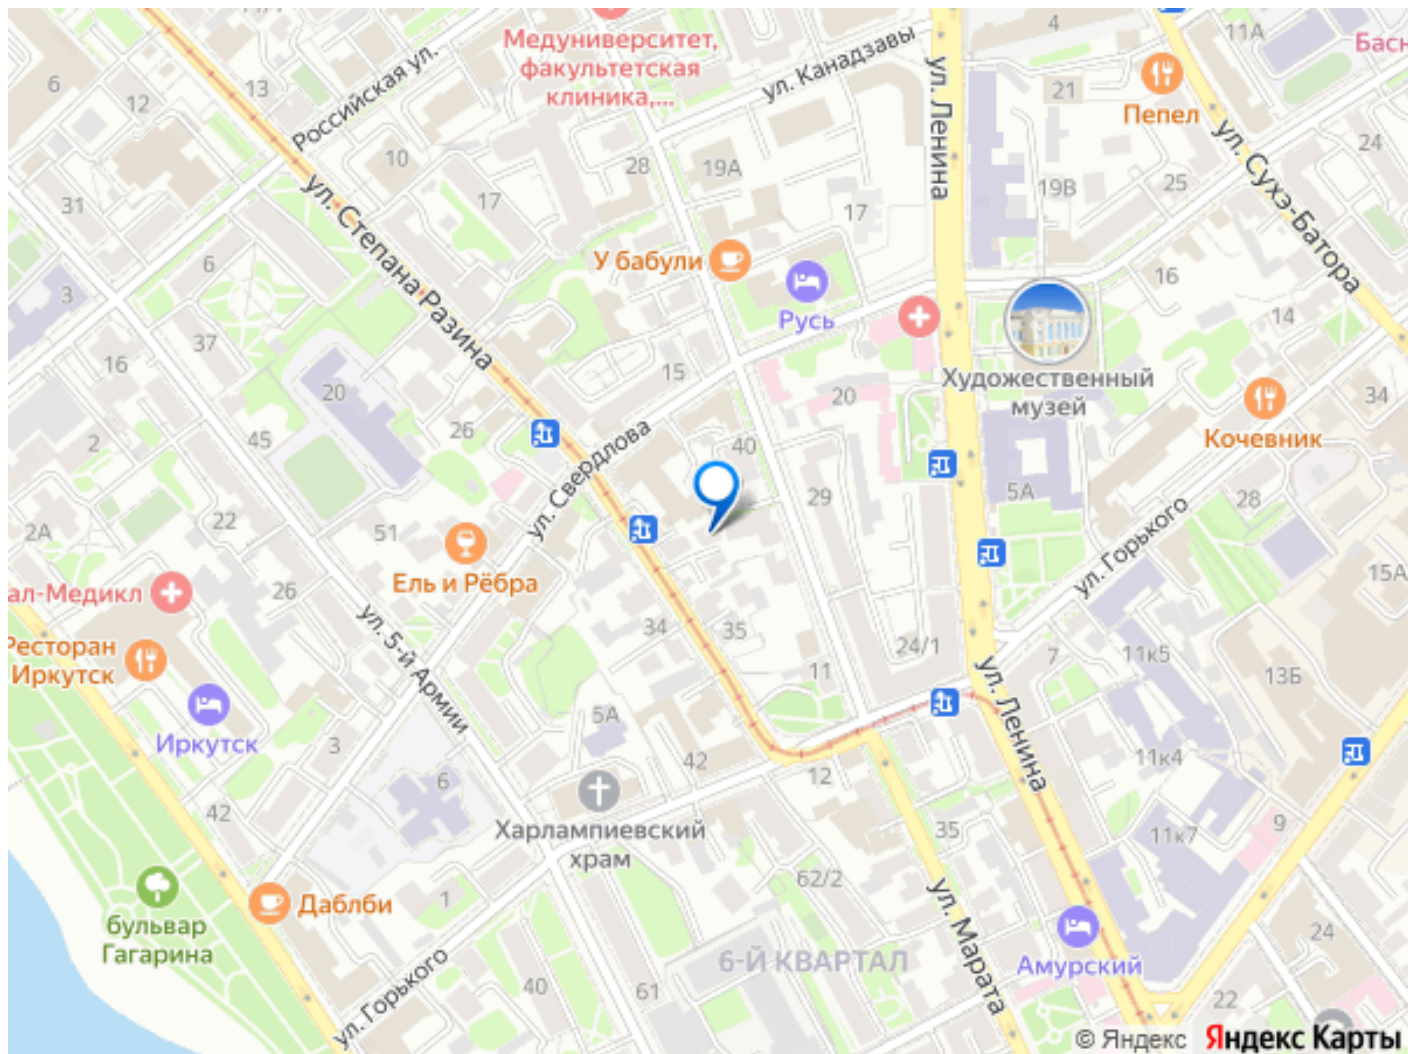 Медуниверситет,
факультетская
клиника,...
ул. Канадзавы
ул. Ленина
4
11А
Басн
Пепел
21
6
12
13
Российская ул.
10
28
19А
17
19В
25
24
ул. Сухэ-Батора
31
17
ул. Степана Разина
6
3
У бабули
Русь
16
14
37
16
20
15
20
Художественный
музей
34
Кочевник
2
45
26
40
ул. Свердлова
29
5А
28
2А
22
51
Ель и Рёбра
ул. Горького
15А
ал-Медикл
26
ул. 5-й Армии
34
35
11
24/1
7
11к5
13Б
Ресторан
Иркутск
Иркутск
3
5А
42
12
ул. Ленина
11к4
6
42
Харлампиевский
храм
35
11к7
9
62/2
1
Даблби
бульвар
Гагарина
ул. Марата
6-Й КВАРТАЛ
Амурский
24
ул. Горького
40
61
22
© Яндекс Яндекс Карты